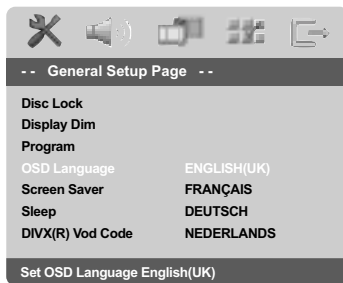 - - General Setup Page - -
Disc Lock
Display Dim
Program
OSD Language ENGLISH(UK)
Screen Saver FRANÇAIS
Sleep DEUTSCH
DIVX(R) Vod Code NEDERLANDS
Set OSD Language English(UK)